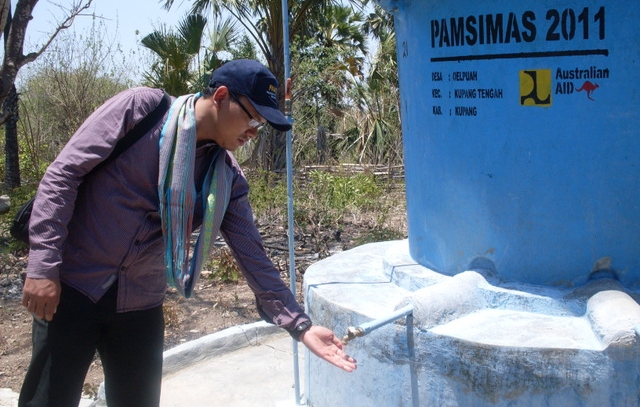 PAMSIMAS 2011
DESA : OELPUAH
KEC. : KUPANG TENGAH
KAB. : KUPANG
Australian
AID